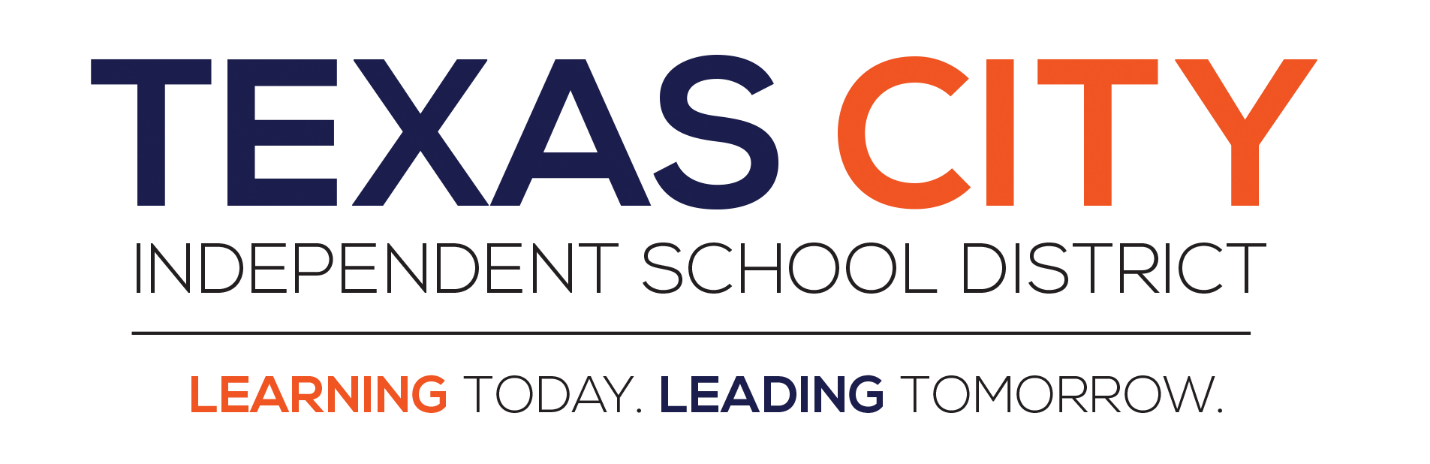 TEXAS CITY
INDEPENDENT SCHOOL DISTRICT
LEARNING TODAY. LEADING TOMORROW.